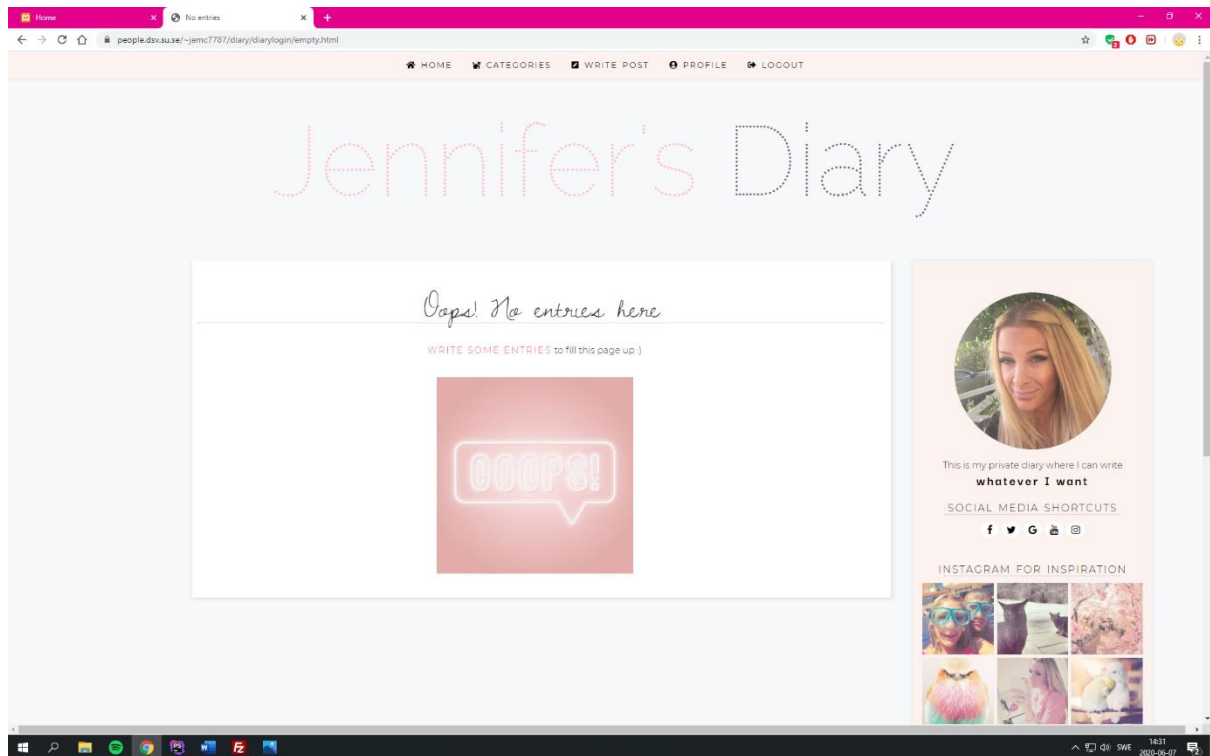 Home
No entries
people.dsv.su.se/~jemc7787/diary/diarylogin/empty.html
HOME CATEGORIES WRITE POST PROFILE LOGOUT
Jennifer's Diary
Oops! No entries here
WRITE SOME ENTRIES to fill this page up :)
OOOPS!
This is my private diary where I can write
whatever I want
SOCIAL MEDIA SHORTCUTS
INSTAGRAM FOR INSPIRATION
SWE
14:31
2020-06-07